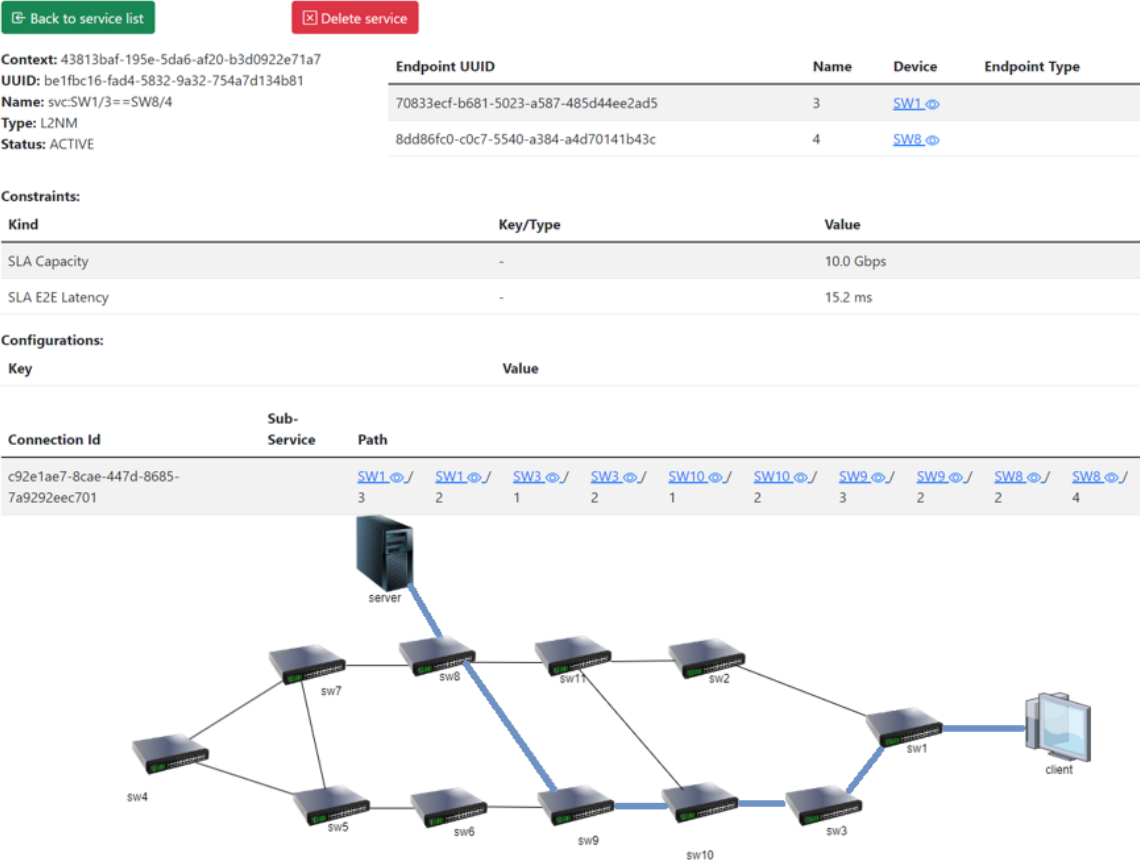 Back to service list
Delete service
Context: 43813baf-195e-5da6-af20-b3d0922e71a7
UUID: be1fbc16-fad4-5832-9a32-754a7d134b81
Name: svc:SW1/3==SW8/4
Type: L2NM
Status: ACTIVE
Endpoint UUID Name Device Endpoint Type
70833ecf-b681-5023-a587-485d44ee2ad5 3 SW1
8dd86fc0-c0c7-5540-a384-a4d70141b43c 4 SW8
Constraints:
Kind Key/Type Value
SLA Capacity - 10.0 Gbps
SLA E2E Latency - 15.2 ms
Configurations:
Key Value
Connection Id Sub-Service Path
c92e1ae7-8cae-447d-8685- SW1 / SW1 / SW3 / SW3 / SW10 / SW10 / SW9 / SW9 / SW8 / SW8 /
7a9292eec701 3 2 1 2 1 2 3 2 2 4
server
sw7
sw8
sw11
sw2
sw1
client
sw4
sw5
sw6
sw9
sw10
sw3